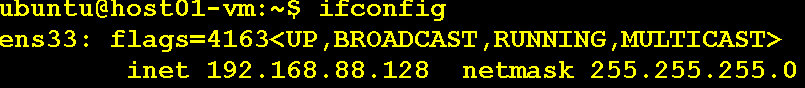 ubuntu@host01-vm:~$ ifconfig
ens33: flags=4163<UP,BROADCAST,RUNNING,MULTICAST>
inet 192.168.88.128  netmask 255.255.255.0